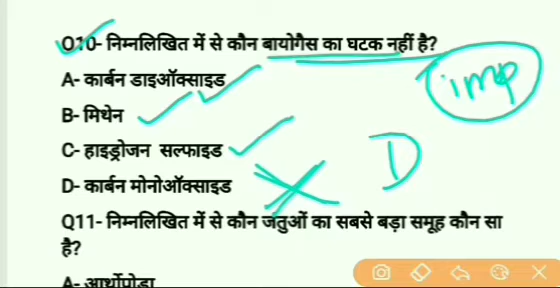 Q10- निम्नलिखित में से कौन बायोगैस का घटक नहीं है?
imp
A- कार्बन डाइऑक्साइड
B- मिथेन
C- हाइड्रोजन सल्फाइड
D
D- कार्बन मोनोऑक्साइड
Q11- निम्नलिखित में से कौन जंतुओं का सबसे बड़ा समूह कौन सा
है?
A- आर्थोपोडा